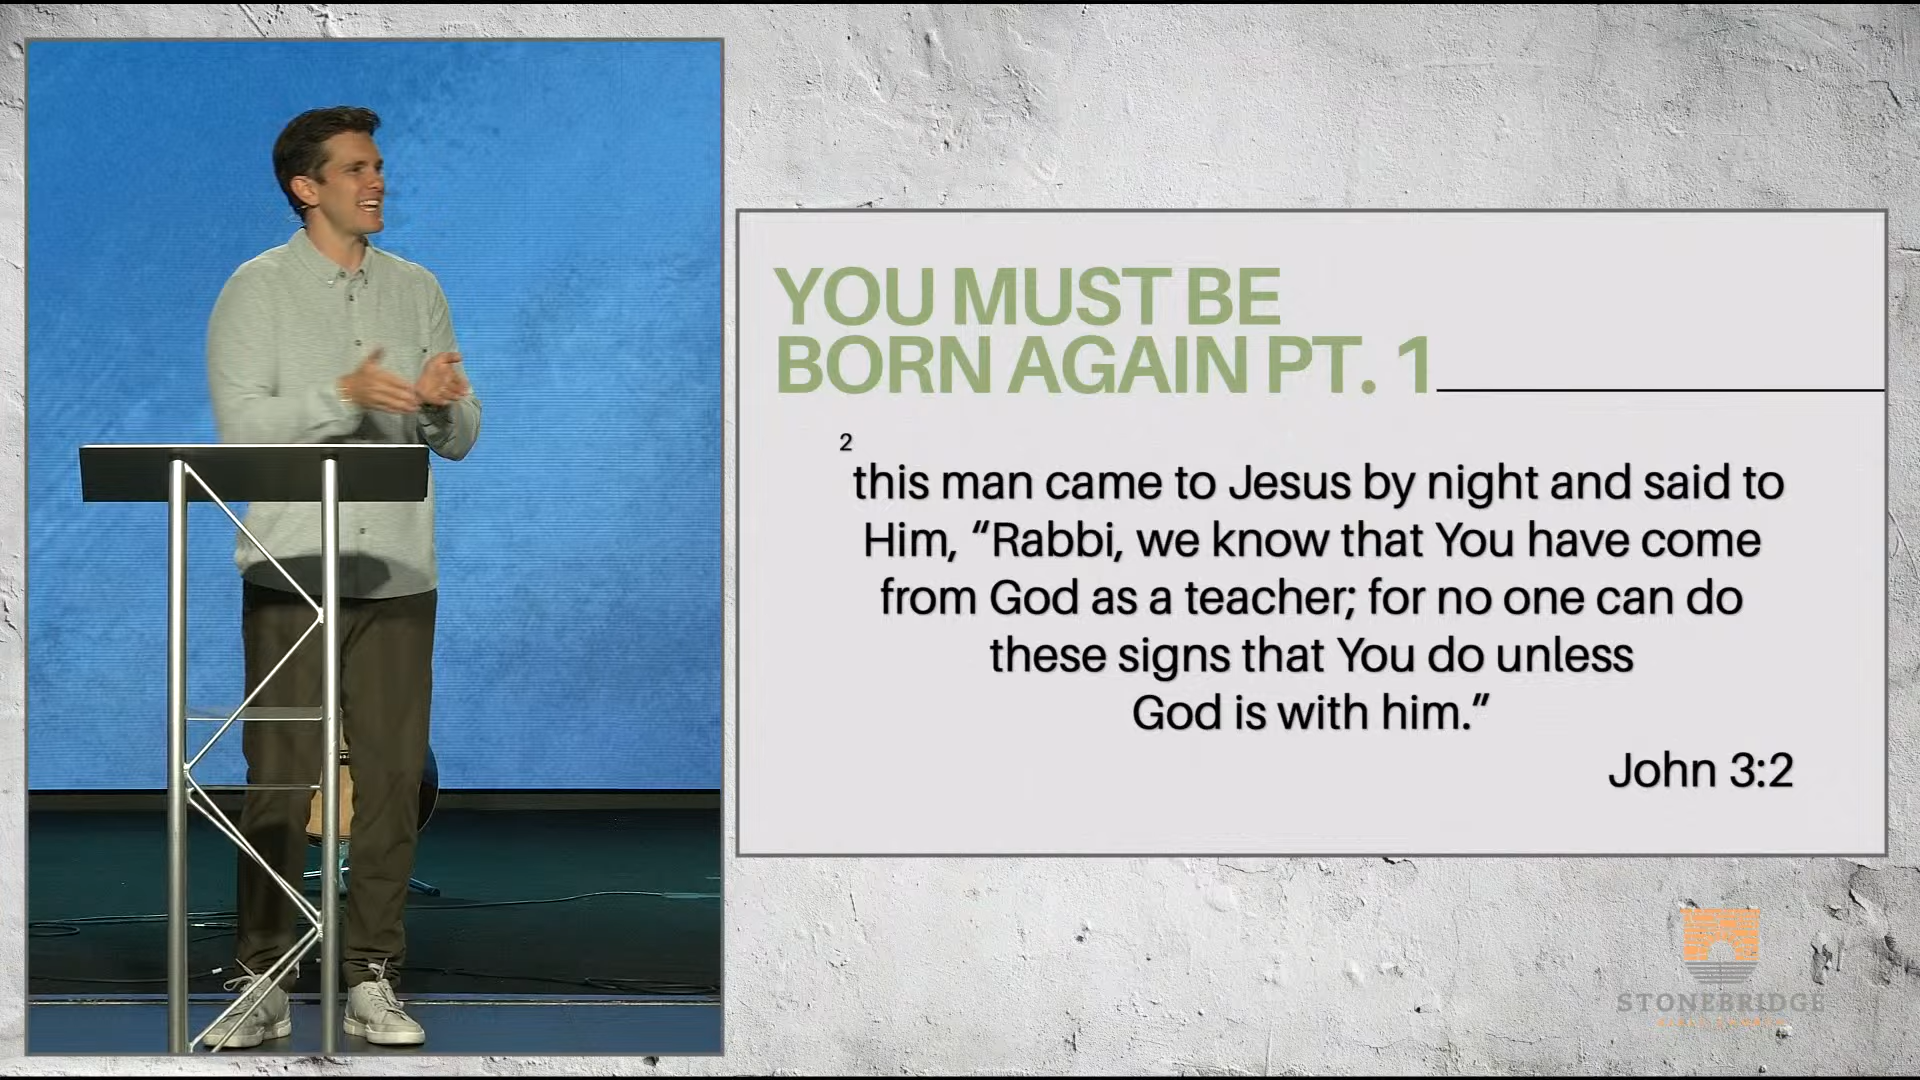 YOU MUST BE
BORN AGAIN PT. 1
2
this man came to Jesus by night and said to
Him, “Rabbi, we know that You have come
from God as a teacher; for no one can do
these signs that You do unless
God is with him.”
John 3:2
STONEBRIDGE